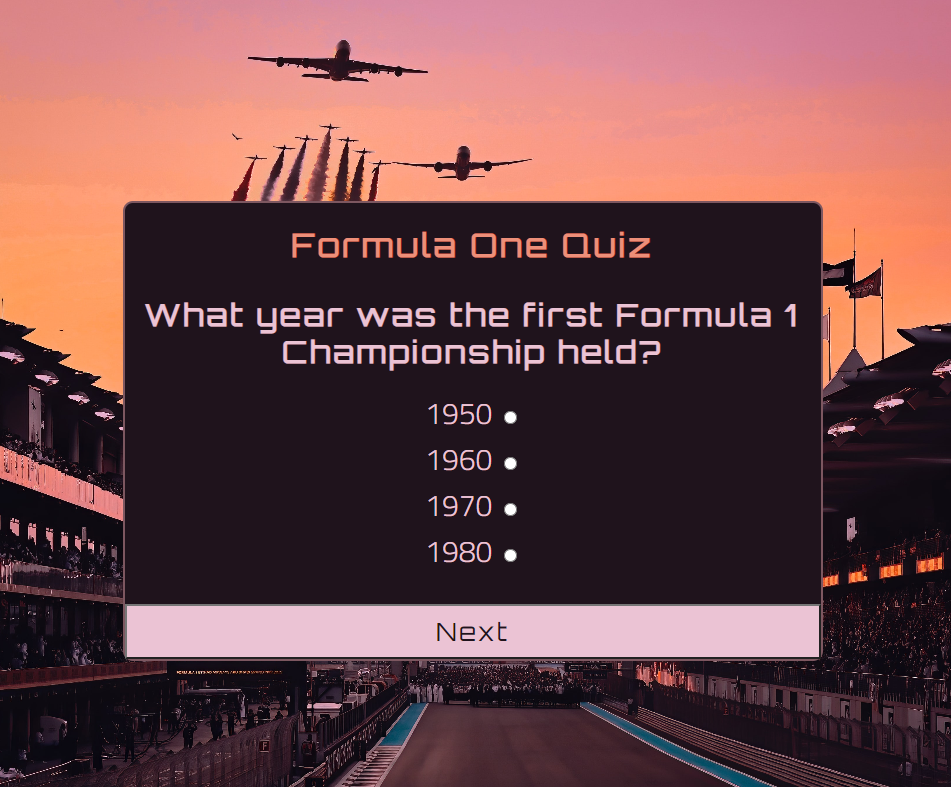 Formula One Quiz
What year was the first Formula 1
Championship held?
1950
1960
1970
1980
Next